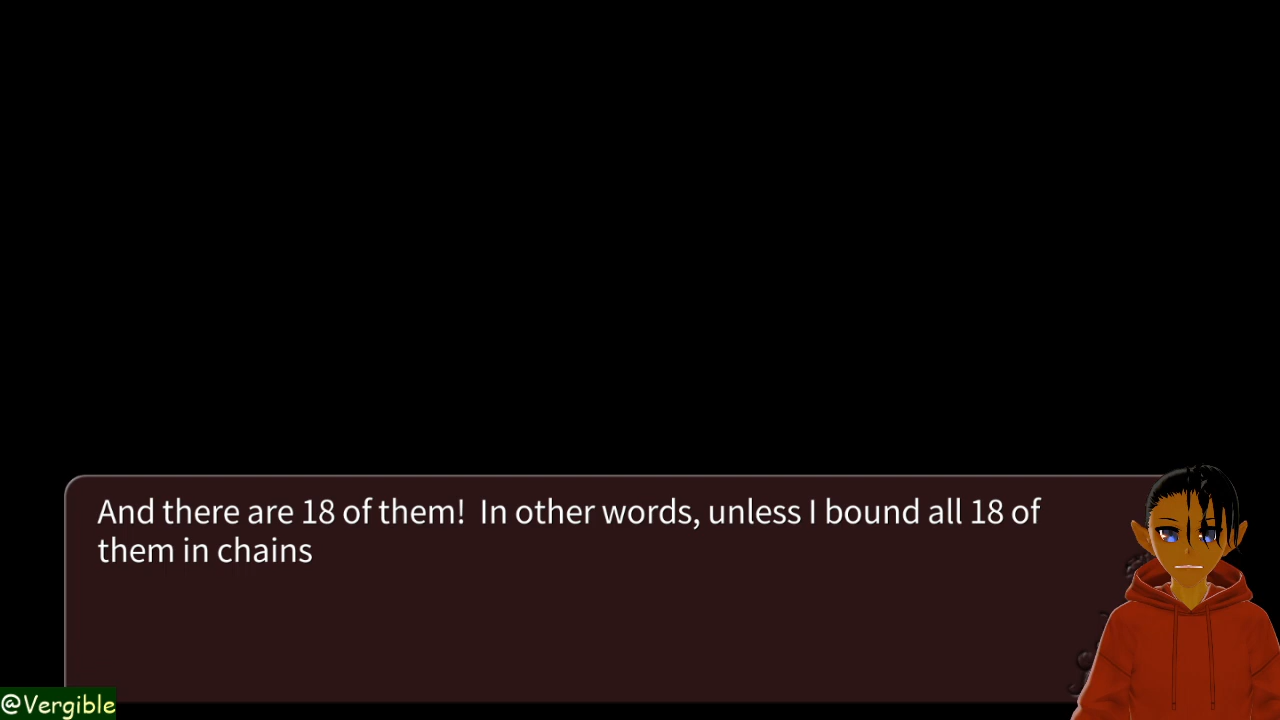 And there are 18 of them!  In other words, unless I bound all 18 of
them in chains
@Vergible